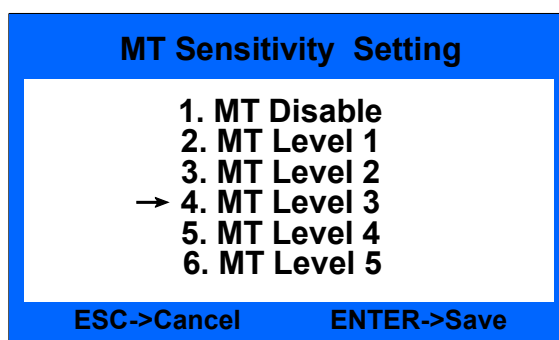 MT Sensitivity Setting
1. MT Disable
2. MT Level 1
3. MT Level 2
→ 4. MT Level 3
5. MT Level 4
6. MT Level 5
ESC->Cancel ENTER->Save